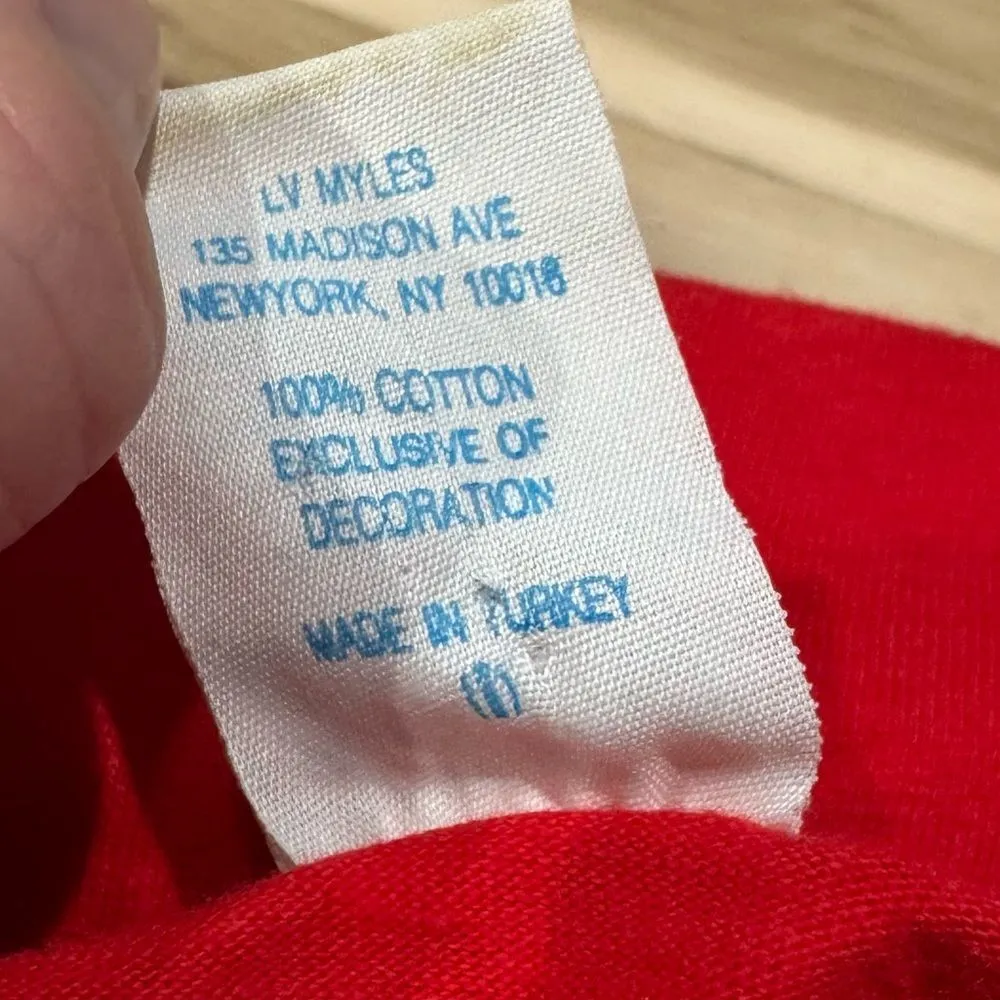 LV MYLES
135 MADISON AVE
NEWYORK, NY 10016
100% COTTON
EXCLUSIVE OF
DECORATION
MADE IN TURKEY